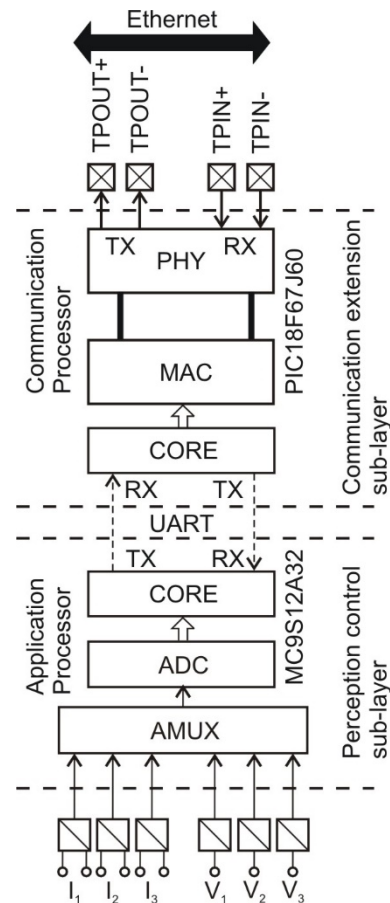 Ethernet
TPOUT+
TPOUT-
TPIN+
TPIN-
TX
RX
PHY
MAC
CORE
Communication
Processor
PIC18F67J60
Communication extension
sub-layer
RX
TX
UART
TX
RX
CORE
ADC
AMUX
Application
Processor
MC9S12A32
Perception control
sub-layer
I₁
I₂
I₃
V₁
V₂
V₃